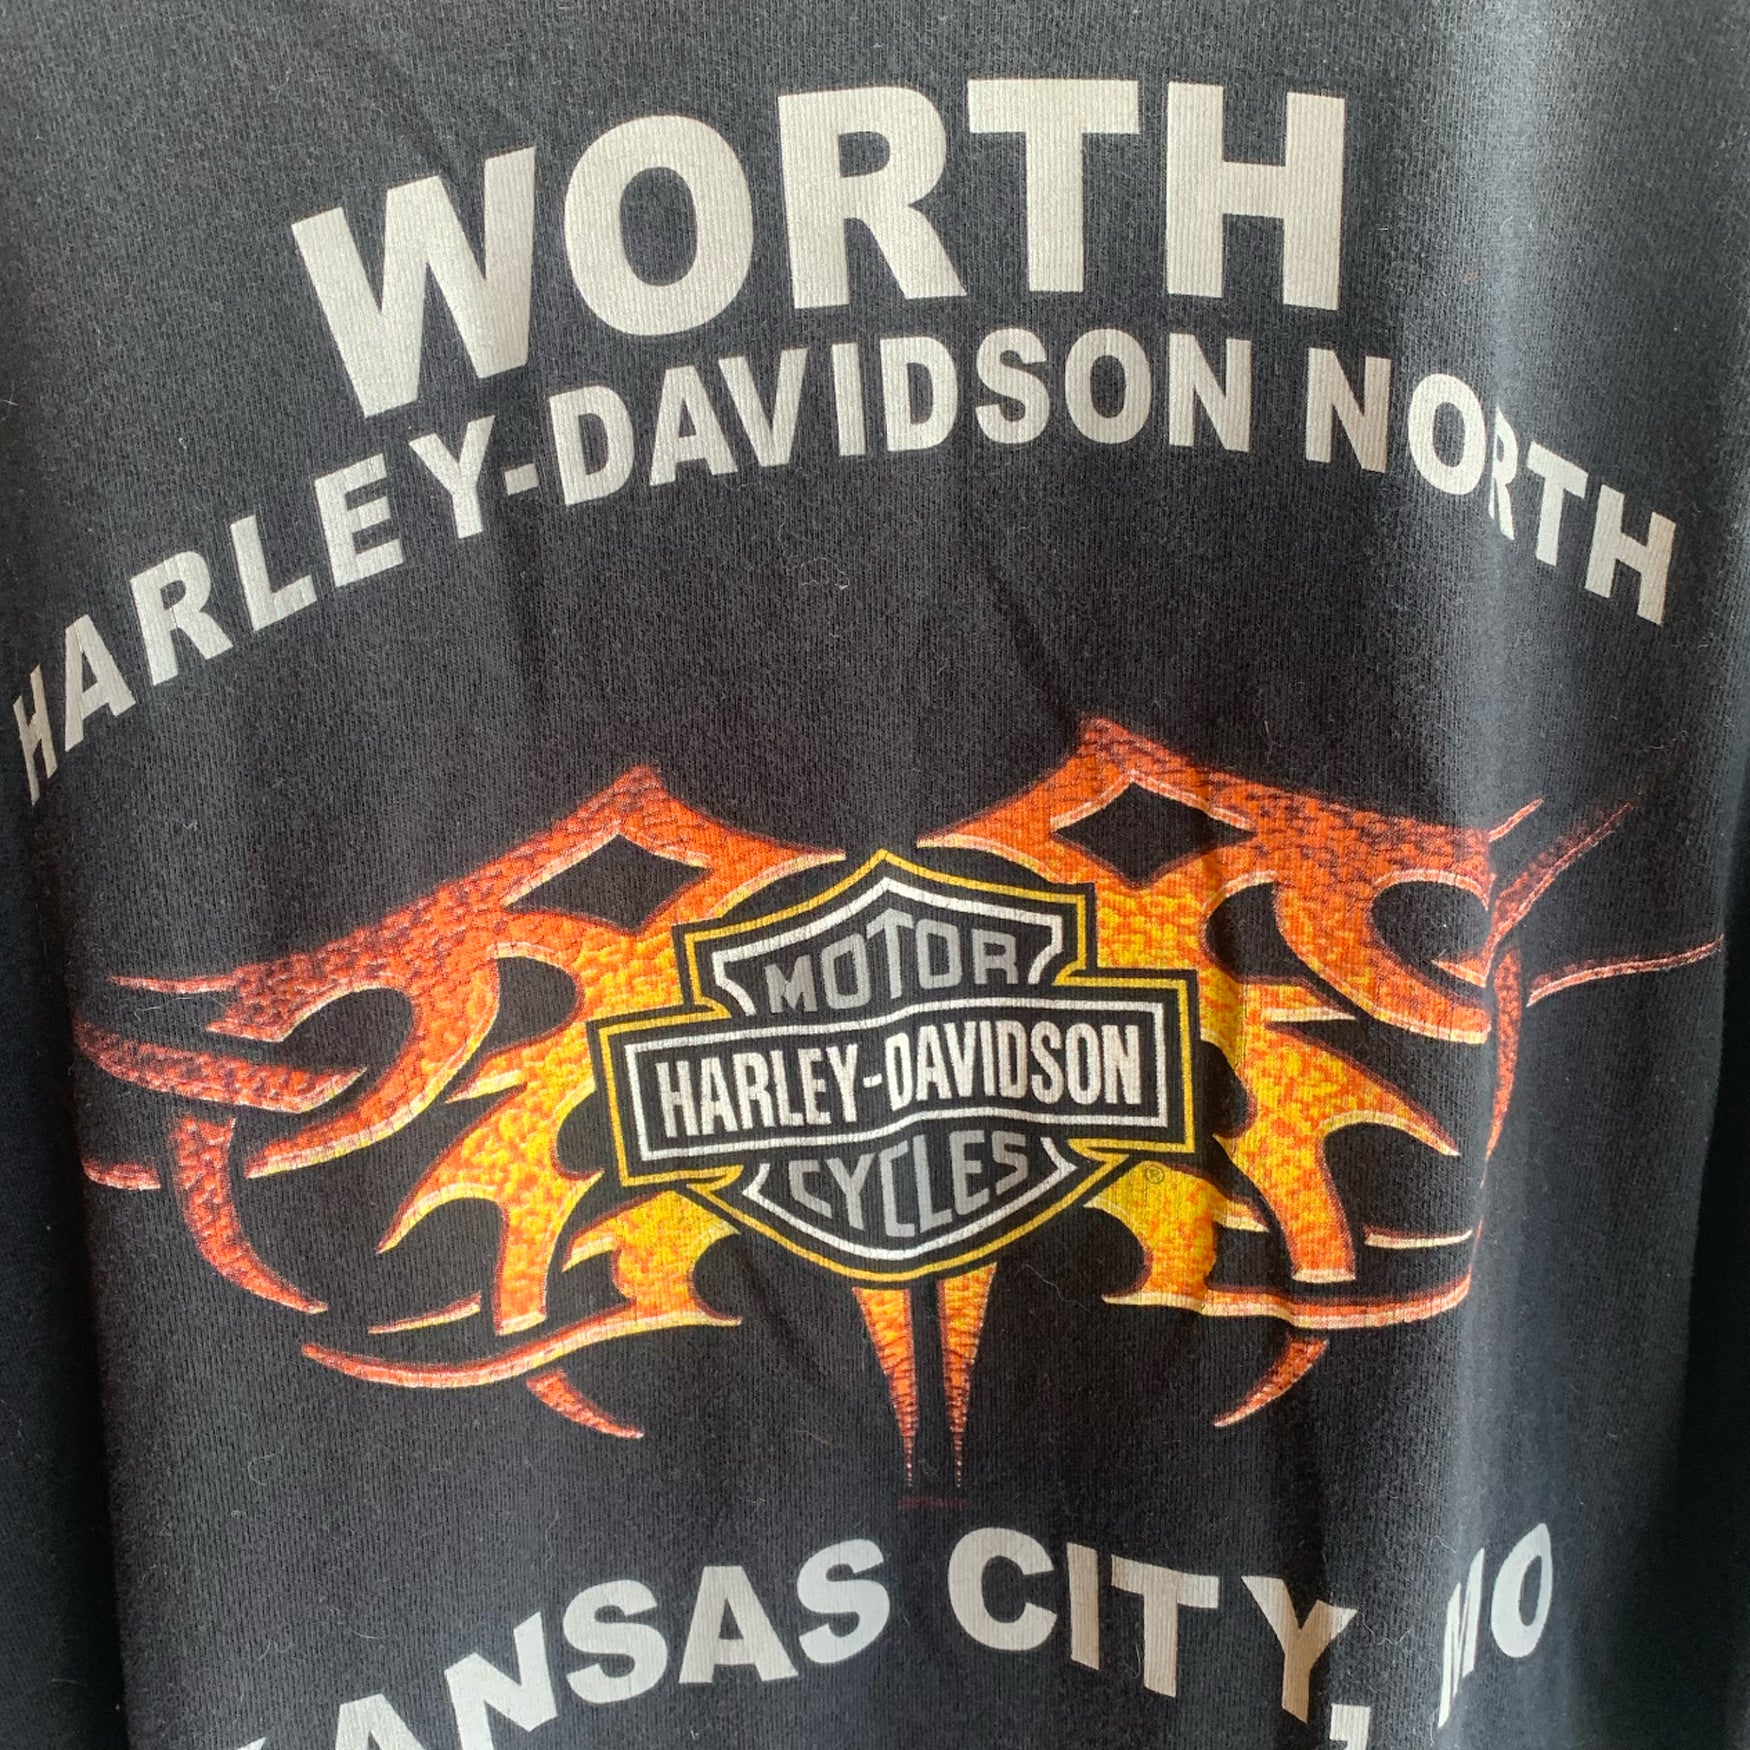 WORTH
HARLEY-DAVIDSON NORTH
MOTOR
HARLEY-DAVIDSON
CYCLES
®
KANSAS CITY, MO